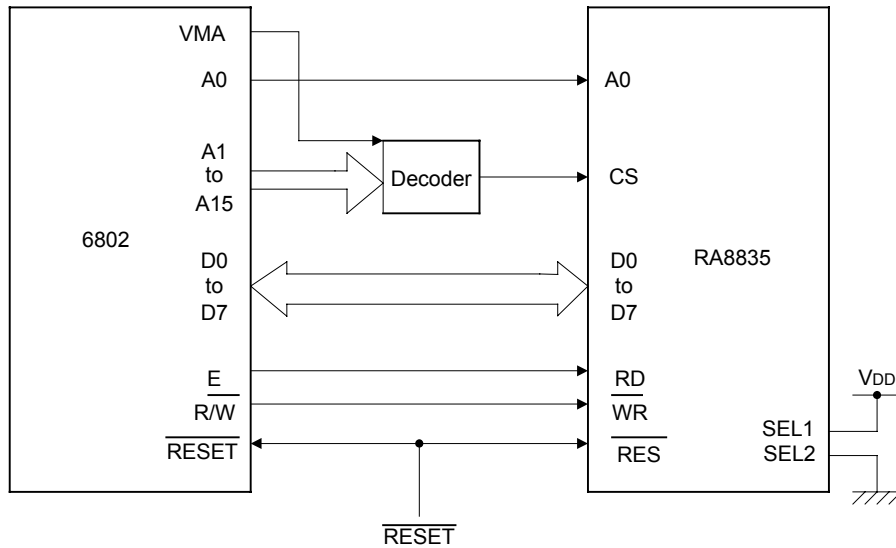 VMA
A0
A1
to
A15
6802
D0
to
D7
E
R/W
RESET
Decoder
RESET
A0
CS
D0
to
D7
RA8835
RD
WR
RES
SEL1
SEL2
VDD